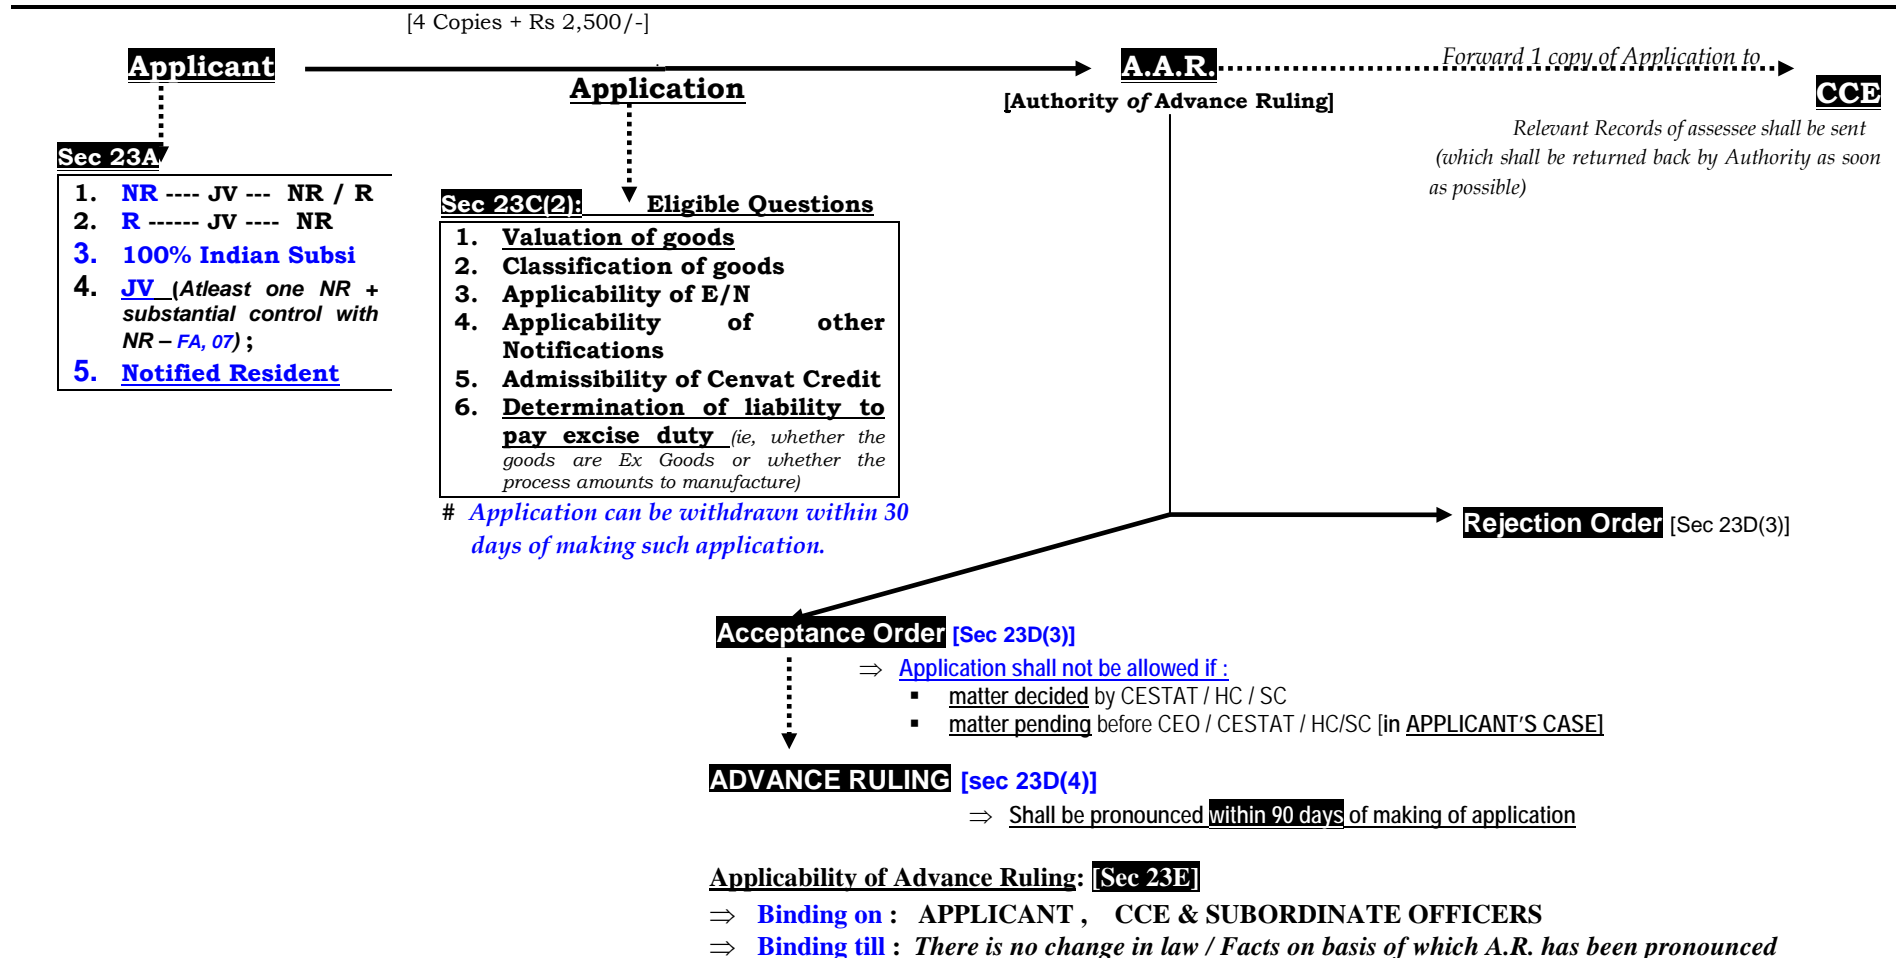 [4 Copies + Rs 2,500/-]
Applicant
Application
A.A.R.
[Authority of Advance Ruling]
Forward 1 copy of Application to
CCE
Relevant Records of assessee shall be sent
(which shall be returned back by Authority as soon
as possible)
Sec 23A
1. NR ---- JV --- NR / R
2. R ------ JV ---- NR
3. 100% Indian Subsi
4. JV (Atleast one NR +
substantial control with
NR – FA, 07) ;
5. Notified Resident
Sec 23C(2): Eligible Questions
1. Valuation of goods
2. Classification of goods
3. Applicability of E/N
4. Applicability of other
Notifications
5. Admissibility of Cenvat Credit
6. Determination of liability to
pay excise duty (ie, whether the
goods are Ex Goods or whether the
process amounts to manufacture)
# Application can be withdrawn within 30
days of making such application.
Rejection Order [Sec 23D(3)]
Acceptance Order [Sec 23D(3)]
⇒ Application shall not be allowed if :
▪ matter decided by CESTAT / HC / SC
▪ matter pending before CEO / CESTAT / HC/SC [in APPLICANT'S CASE]
ADVANCE RULING [sec 23D(4)]
⇒ Shall be pronounced within 90 days of making of application
Applicability of Advance Ruling: [Sec 23E]
⇒ Binding on : APPLICANT , CCE & SUBORDINATE OFFICERS
⇒ Binding till : There is no change in law / Facts on basis of which A.R. has been pronounced